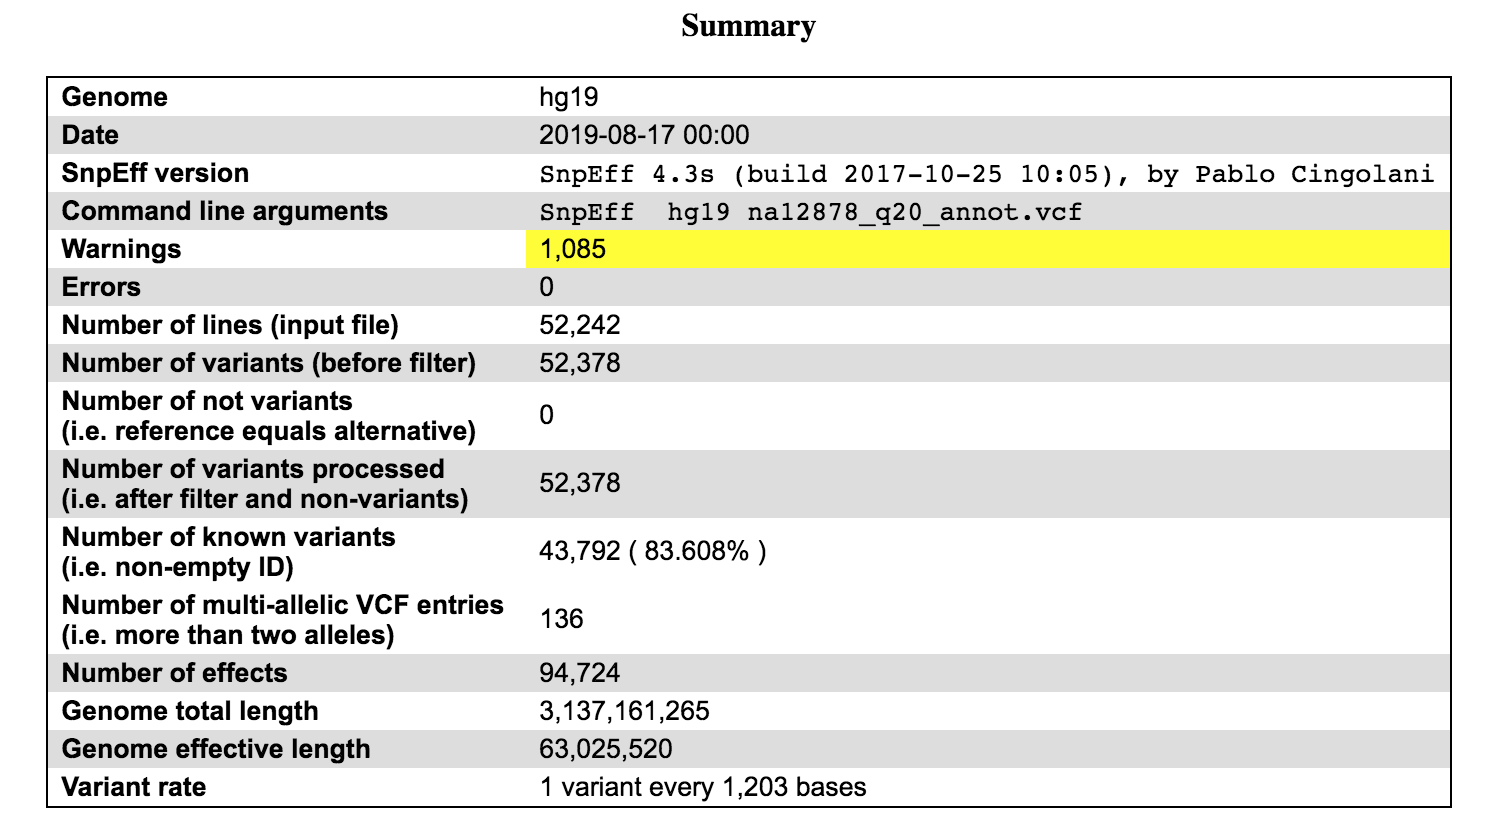 Summary
Genome hg19
Date 2019-08-17 00:00
SnpEff version SnpEff 4.3s (build 2017-10-25 10:05), by Pablo Cingolani
Command line arguments SnpEff  hg19 na12878_q20_annot.vcf
Warnings 1,085
Errors 0
Number of lines (input file) 52,242
Number of variants (before filter) 52,378
Number of not variants
(i.e. reference equals alternative) 0
Number of variants processed
(i.e. after filter and non-variants) 52,378
Number of known variants
(i.e. non-empty ID) 43,792 ( 83.608% )
Number of multi-allelic VCF entries
(i.e. more than two alleles) 136
Number of effects 94,724
Genome total length 3,137,161,265
Genome effective length 63,025,520
Variant rate 1 variant every 1,203 bases